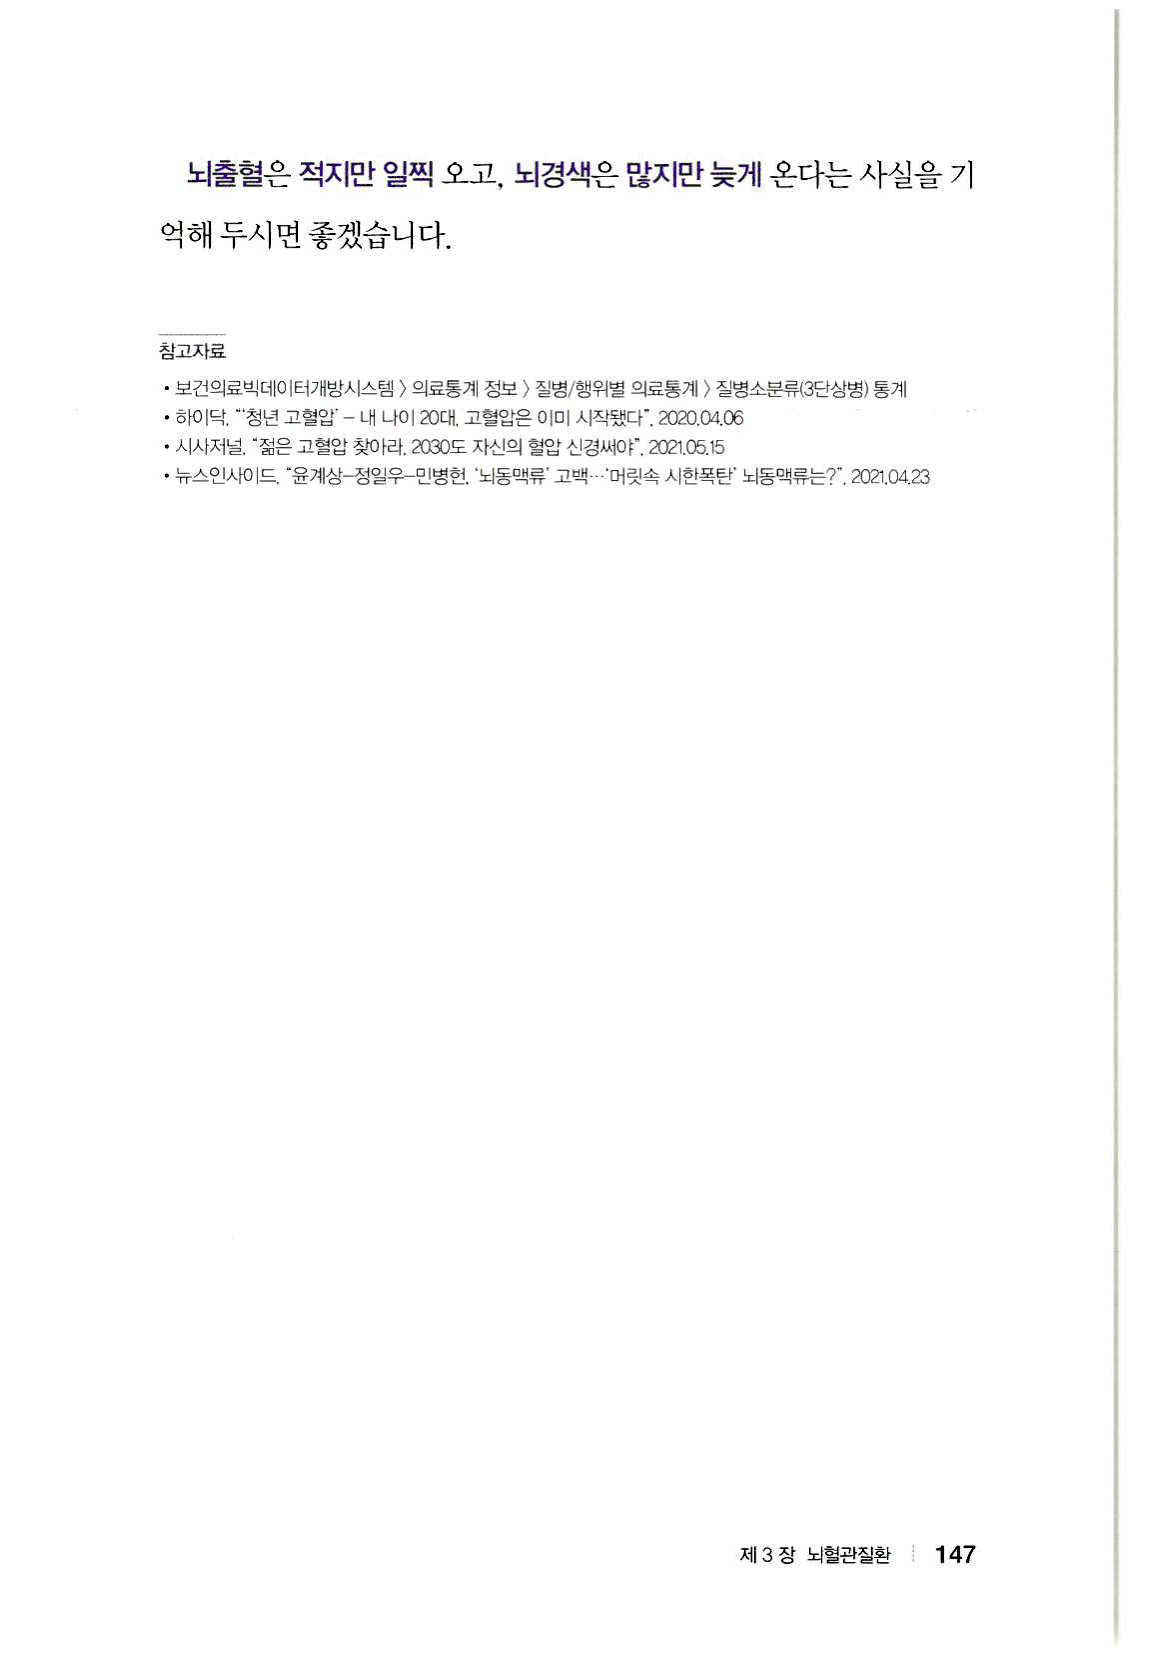 뇌출혈은 적지만 일찍 오고, 뇌경색은 많지만 늦게 온다는 사실을 기
억해 두시면 좋겠습니다.
참고자료
• 보건의료빅데이터개방시스템 〉 의료통계 정보 〉 질병/행위별 의료통계 〉 질병소분류(3단상병) 통계
• 하이닥, “‘청년 고혈압’ – 내 나이 20대, 고혈압은 이미 시작됐다”, 2020.04.06
• 시사저널, “젊은 고혈압 찾아라, 2030도 자신의 혈압 신경써야”, 2021.05.15
• 뉴스인사이드, “윤계상–정일우–민병헌, ‘뇌동맥류’ 고백…‘머릿속 시한폭탄’ 뇌동맥류는?”, 2021.04.23
제 3 장 뇌혈관질환 | 147